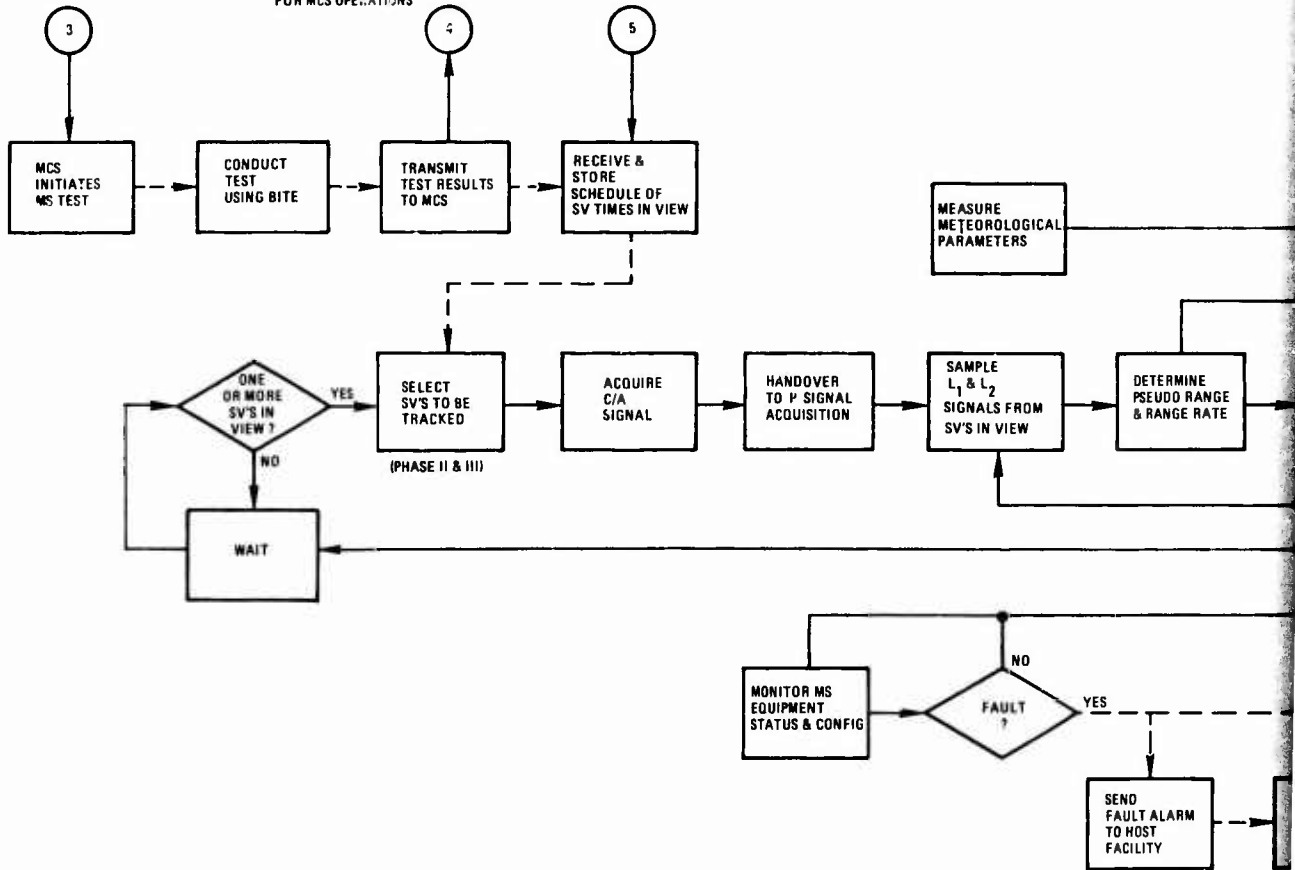 FOR MCS OPERATIONS
3
4
5
MCS
INITIATES
MS TEST
CONDUCT
TEST
USING BITE
TRANSMIT
TEST RESULTS
TO MCS
RECEIVE &
STORE
SCHEDULE OF
SV TIMES IN VIEW
MEASURE
METEOROLOGICAL
PARAMETERS
ONE
OR MORE
SV'S IN
VIEW ?
YES
NO
SELECT
SV'S TO BE
TRACKED
(PHASE II & III)
ACQUIRE
C/A
SIGNAL
HANDOVER
TO P SIGNAL
ACQUISITION
SAMPLE
L1 & L2
SIGNALS FROM
SV'S IN VIEW
DETERMINE
PSEUDO RANGE
& RANGE RATE
WAIT
MONITOR MS
EQUIPMENT
STATUS & CONFIG
FAULT
?
NO
YES
SEND
FAULT ALARM
TO HOST
FACILITY